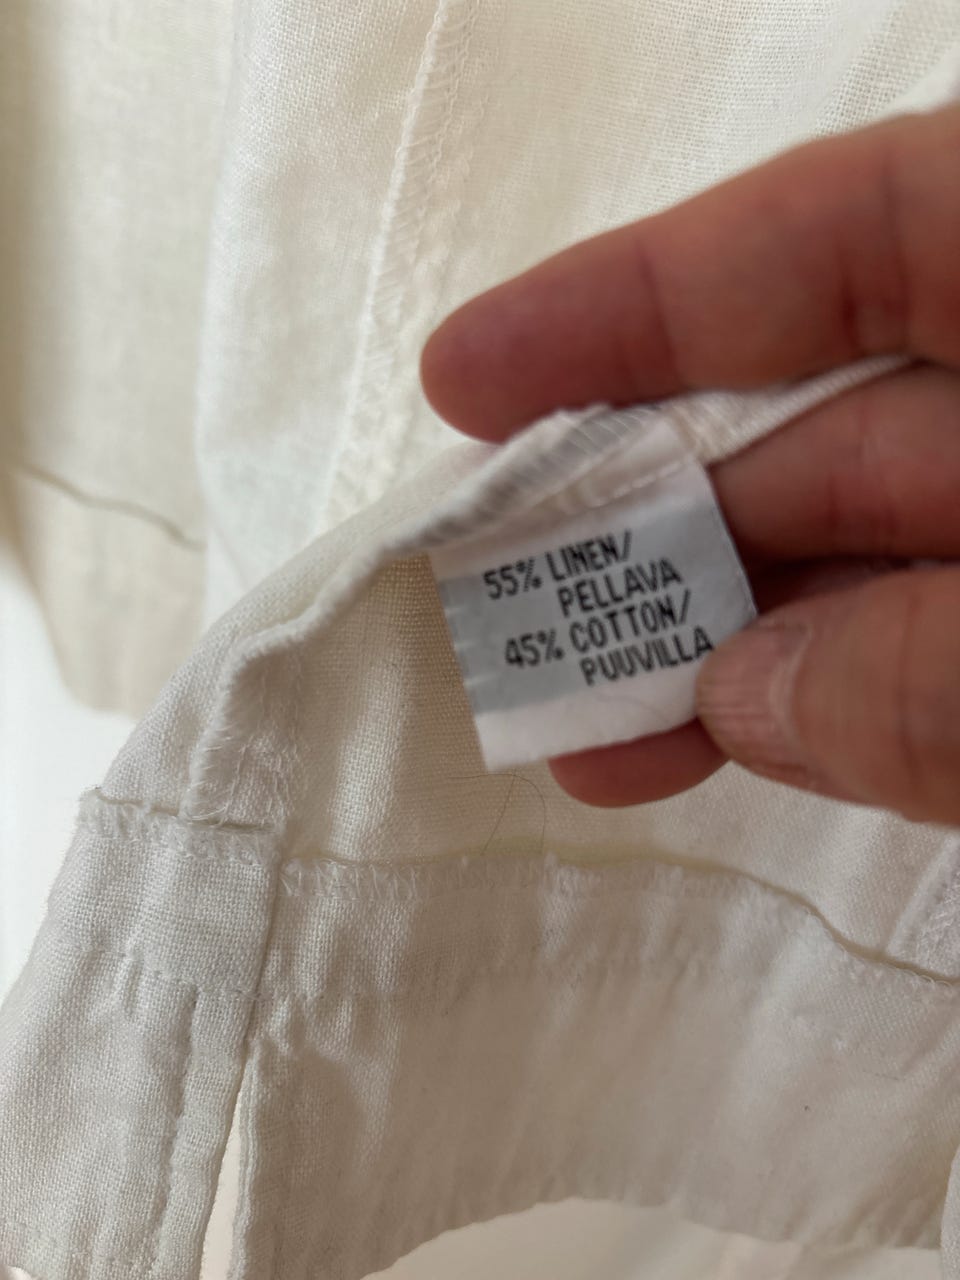 55% LINEN/
PELLAVA
45% COTTON/
PUUVILLA